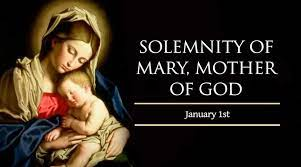 SOLEMNITY OF
MARY, MOTHER
OF GOD
January 1st